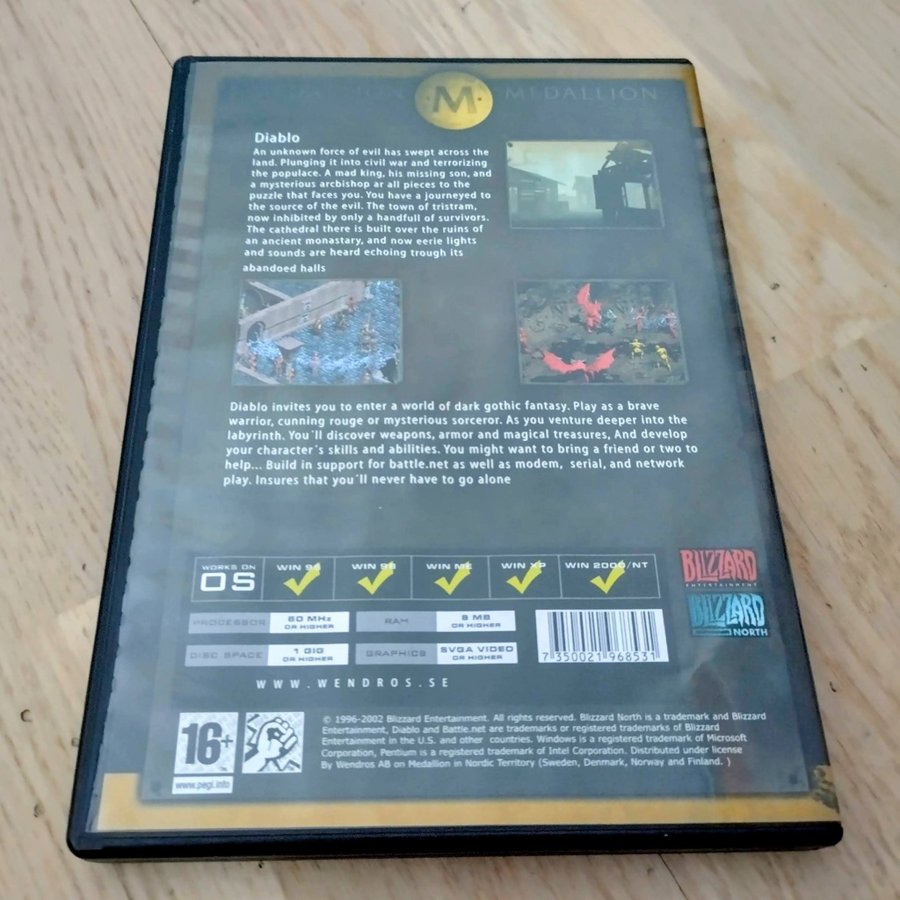 M MEDALLION
Diablo
An unknown force of evil has swept across the
land. Plunging it into civil war and terrorizing
the populace. A mad king, his missing son, and
a mysterious arcbishop ar all pieces to the
puzzle that faces you. You have a journeyed to
the source of the evil. The town of tristram,
now inhibited by only a handfull of survivors.
The cathedral there is built over the ruins of
an ancient monastary, and now eerie lights
and sounds are heard echoing trough its
abandoed halls
Diablo invites you to enter a world of dark gothic fantasy. Play as a brave
warrior, cunning rouge or mysterious sorceror. As you venture deeper into the
labyrinth. You´ll discover weapons, armor and magical treasures, And develop
your character´s skills and abilities. You might want to bring a friend or two to
help... Build in support for battle.net as well as modem, serial, and network
play. Insures that you´ll never have to go alone
WORKS ON OS WIN 95 WIN 98 WIN ME WIN XP WIN 2000/NT
PROCESSOR 60 MHz OR HIGHER RAM 8 MB OR HIGHER
DISC SPACE 1 GIG OR HIGHER GRAPHICS SVGA VIDEO OR HIGHER
7 350021 968531
BLIZZARD
ENTERTAINMENT
BLIZZARD
NORTH
WWW.WENDROS.SE
16+
www.pegi.info
© 1996-2002 Blizzard Entertainment. All rights reserved. Blizzard North is a trademark and Blizzard
Entertainment, Diablo and Battle.net are trademarks or registered trademarks of Blizzard
Entertainment in the U.S. and other countries. Windows is a registered trademark of Microsoft
Corporation, Pentium is a registered trademark of Intel Corporation. Distributed under license
By Wendros AB on Medallion in Nordic Territory (Sweden, Denmark, Norway and Finland. )